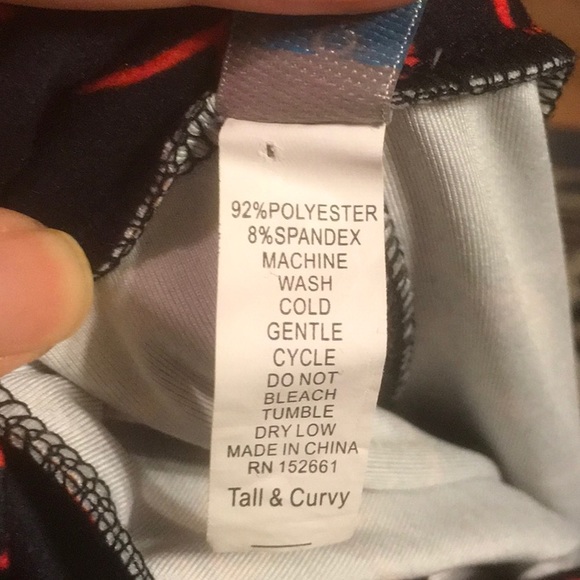 92%POLYESTER
8%SPANDEX
MACHINE
WASH
COLD
GENTLE
CYCLE
DO NOT
BLEACH
TUMBLE
DRY LOW
MADE IN CHINA
RN 152661
Tall & Curvy